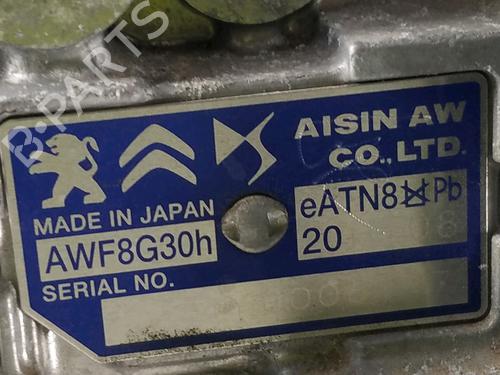 B-PARTS
AISIN AW
CO., LTD.
MADE IN JAPAN
AWF8G30h
eATN8 Pb
20
SERIAL NO.